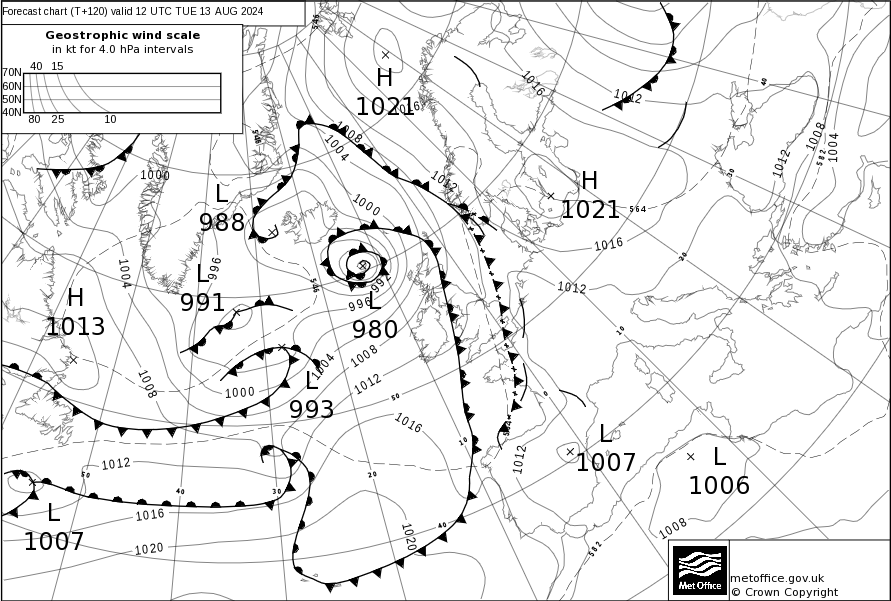 Forecast chart (T+120) valid 12 UTC TUE 13 AUG 2024
Geostrophic wind scale
in kt for 4.0 hPa intervals
40 15
70N
60N
50N
40N
80 25 10
546
H
1021
1016
1016
1012
40
1008
1004
546
1000
1012
L
988
1000
H
1021
564
1012
1008
1004
582
30
1016
20
1004
996
L
991
546
992
996
L
980
1012
H
1013
10
1008
1004
1008
1012
1000
L
993
50
0
1016
564
10
L
1007
L
1006
1012
1012
50
40
30
20
1016
L
1007
1020
1020
40
1008
582
Met Office
metoffice.gov.uk
© Crown Copyright